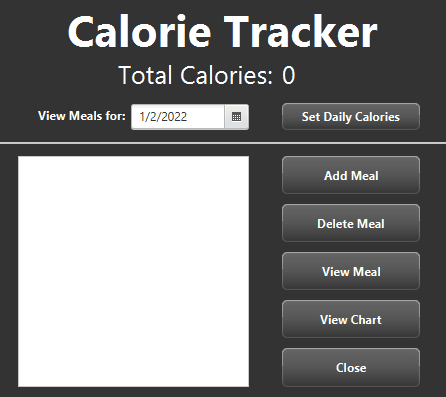 Calorie Tracker
Total Calories: 0
View Meals for: 1/2/2022 Set Daily Calories
Add Meal
Delete Meal
View Meal
View Chart
Close